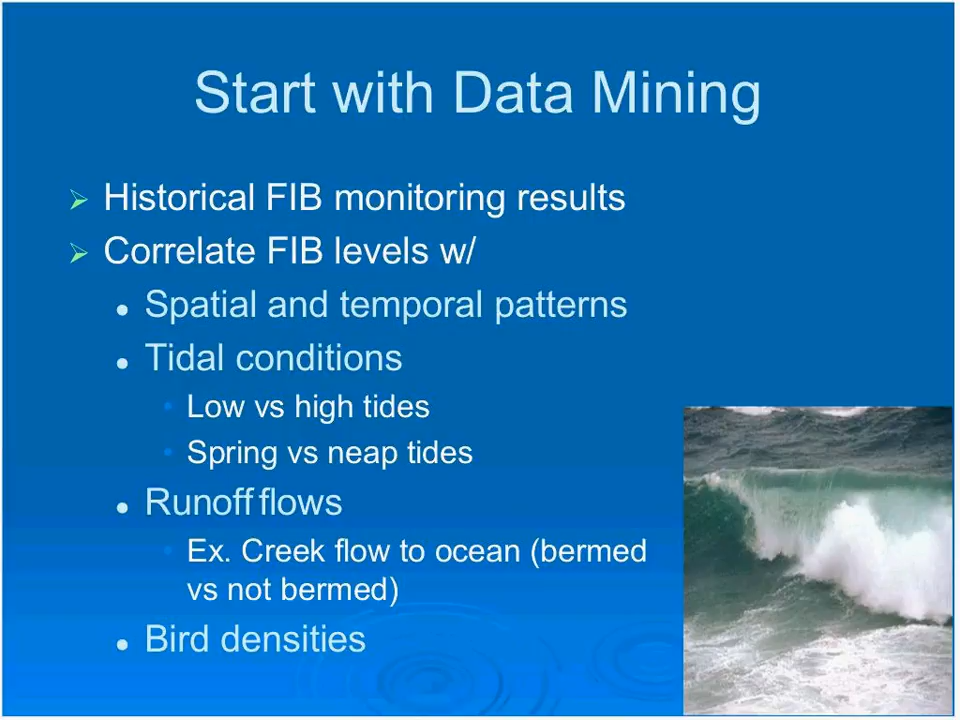 Start with Data Mining
Historical FIB monitoring results
Correlate FIB levels w/
Spatial and temporal patterns
Tidal conditions
Low vs high tides
Spring vs neap tides
Runoff flows
Ex. Creek flow to ocean (bermed
vs not bermed)
Bird densities